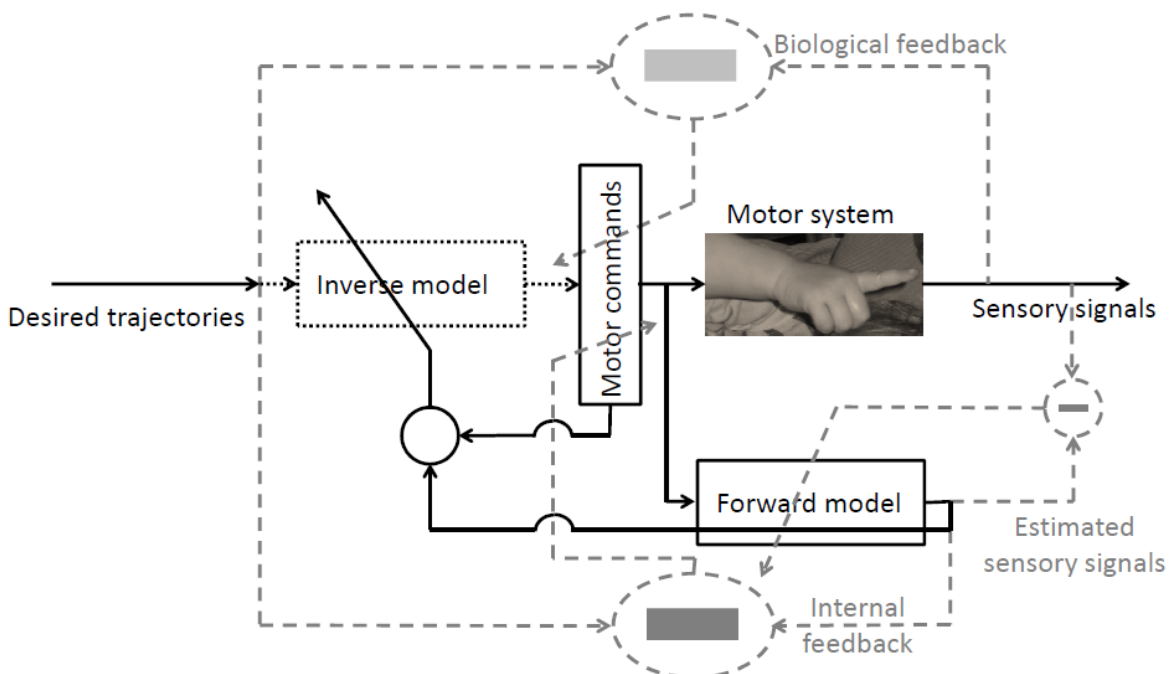 Biological feedback
Motor system
Motor commands
Inverse model
Desired trajectories
Sensory signals
Forward model
Estimated
sensory signals
Internal
feedback